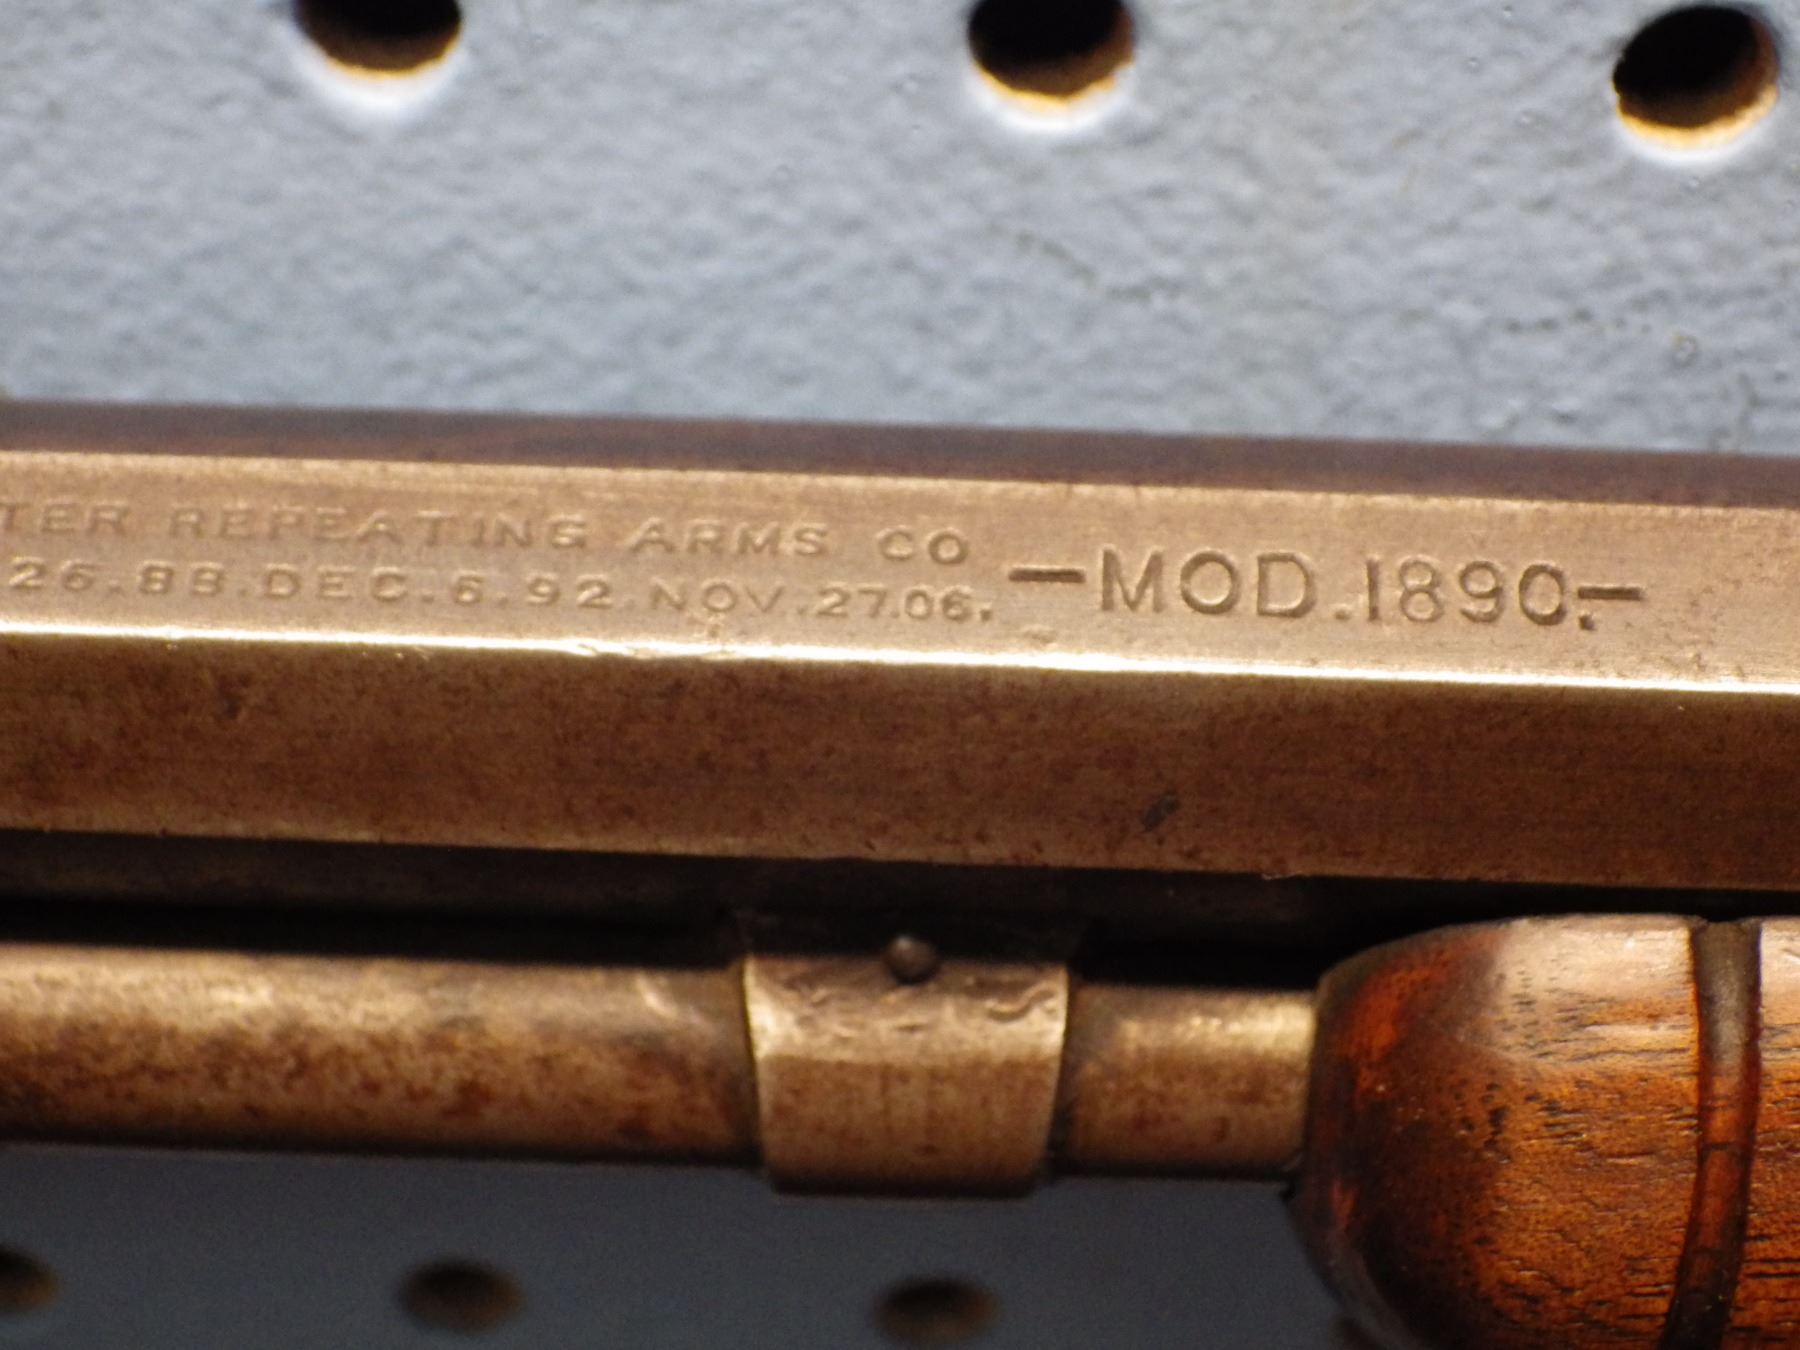 TER REPEATING ARMS CO
26.88.DEC.6.92.NOV.27.06.
—MOD.1890.—